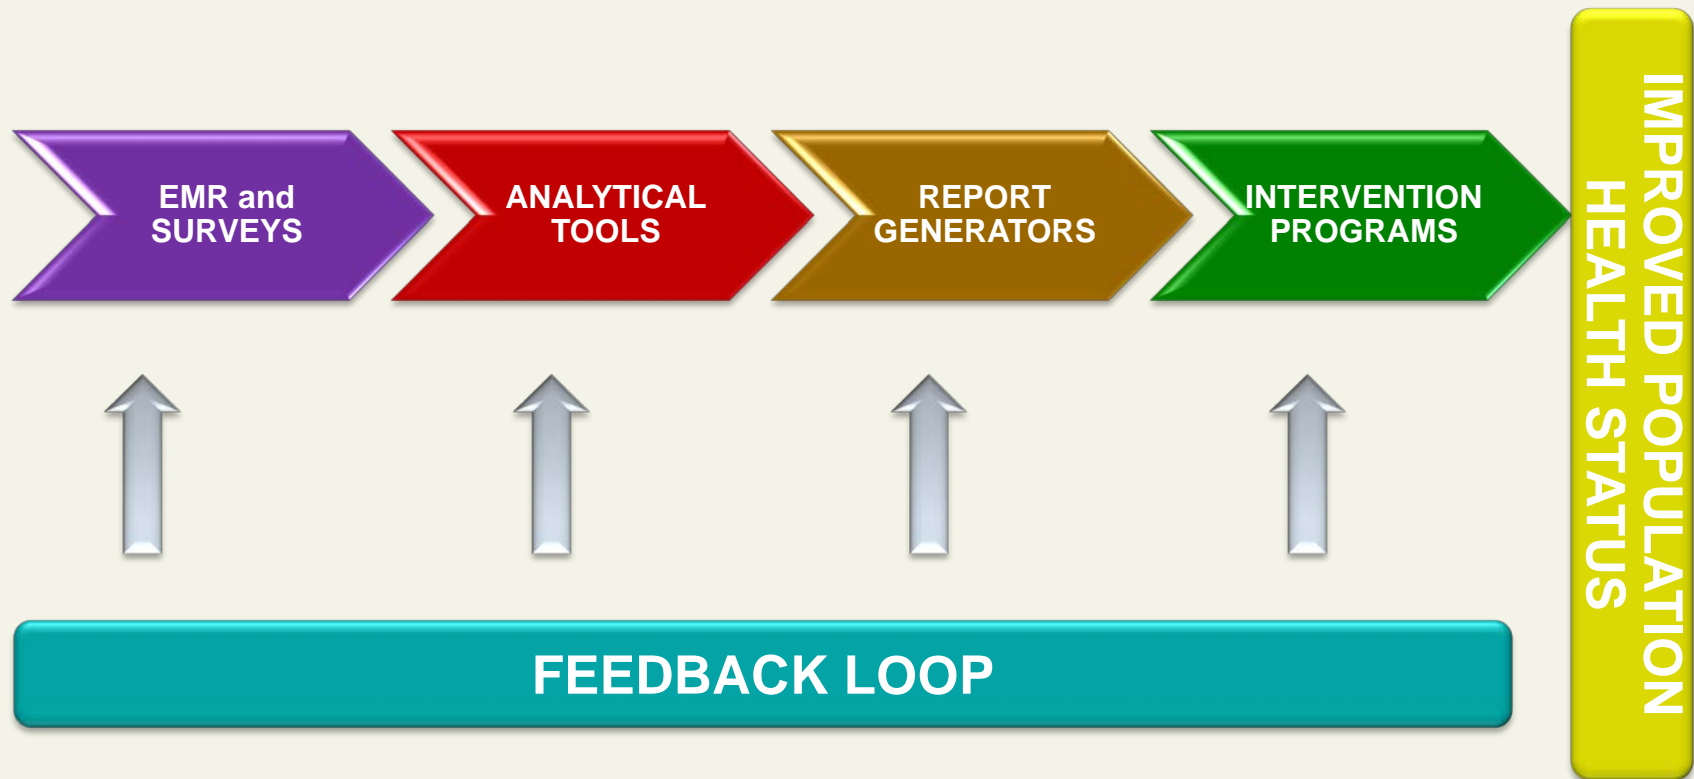 EMR and
SURVEYS
ANALYTICAL
TOOLS
REPORT
GENERATORS
INTERVENTION
PROGRAMS
IMPROVED POPULATION
HEALTH STATUS
FEEDBACK LOOP